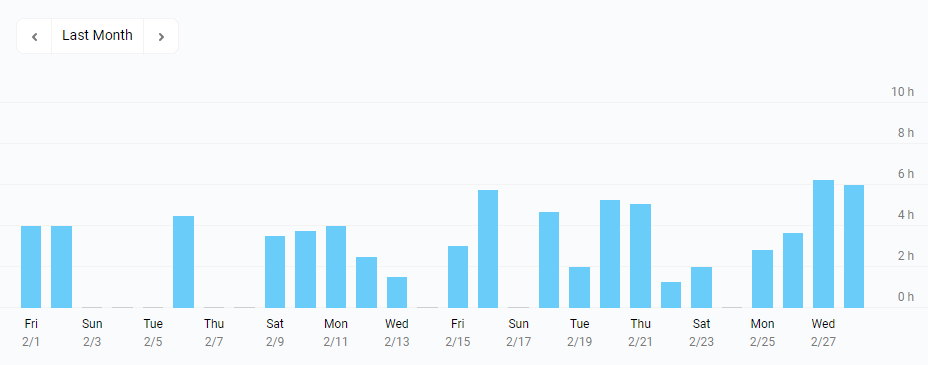 Last Month
10 h
8 h
6 h
4 h
2 h
0 h
Fri Sun Tue Thu Sat Mon Wed Fri Sun Tue Thu Sat Mon Wed
2/1 2/3 2/5 2/7 2/9 2/11 2/13 2/15 2/17 2/19 2/21 2/23 2/25 2/27